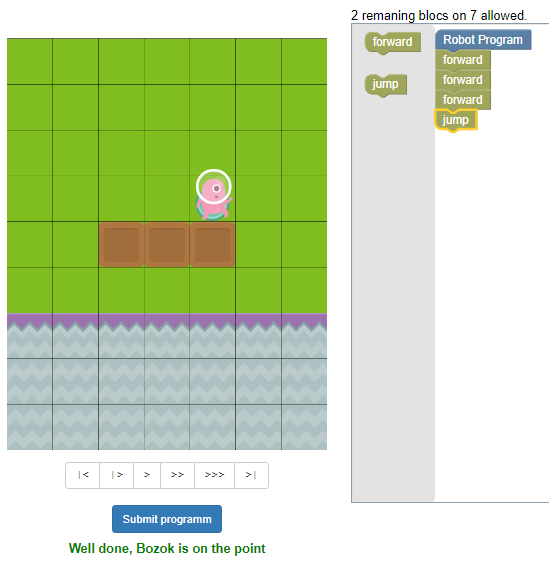 2 remaning blocs on 7 allowed.
forward
jump
Robot Program
forward
forward
forward
jump
|<
|>
>
>>
>>>
>|
Submit programm
Well done, Bozok is on the point